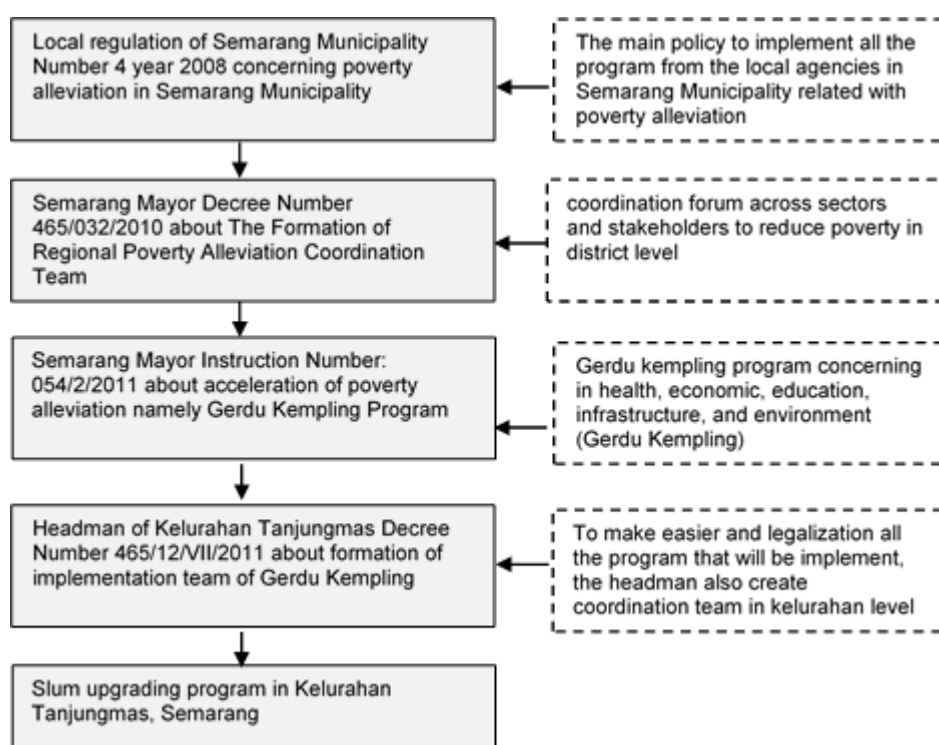 Local regulation of Semarang Municipality
Number 4 year 2008 concerning poverty
alleviation in Semarang Municipality
The main policy to implement all the
program from the local agencies in
Semarang Municipality related with
poverty alleviation
Semarang Mayor Decree Number
465/032/2010 about The Formation of
Regional Poverty Alleviation Coordination
Team
coordination forum across sectors
and stakeholders to reduce poverty in
district level
Semarang Mayor Instruction Number:
054/2/2011 about acceleration of poverty
alleviation namely Gerdu Kempling Program
Gerdu kempling program concerning
in health, economic, education,
infrastructure, and environment
(Gerdu Kempling)
Headman of Kelurahan Tanjungmas Decree
Number 465/12/VII/2011 about formation of
implementation team of Gerdu Kempling
To make easier and legalization all
the program that will be implement,
the headman also create
coordination team in kelurahan level
Slum upgrading program in Kelurahan
Tanjungmas, Semarang